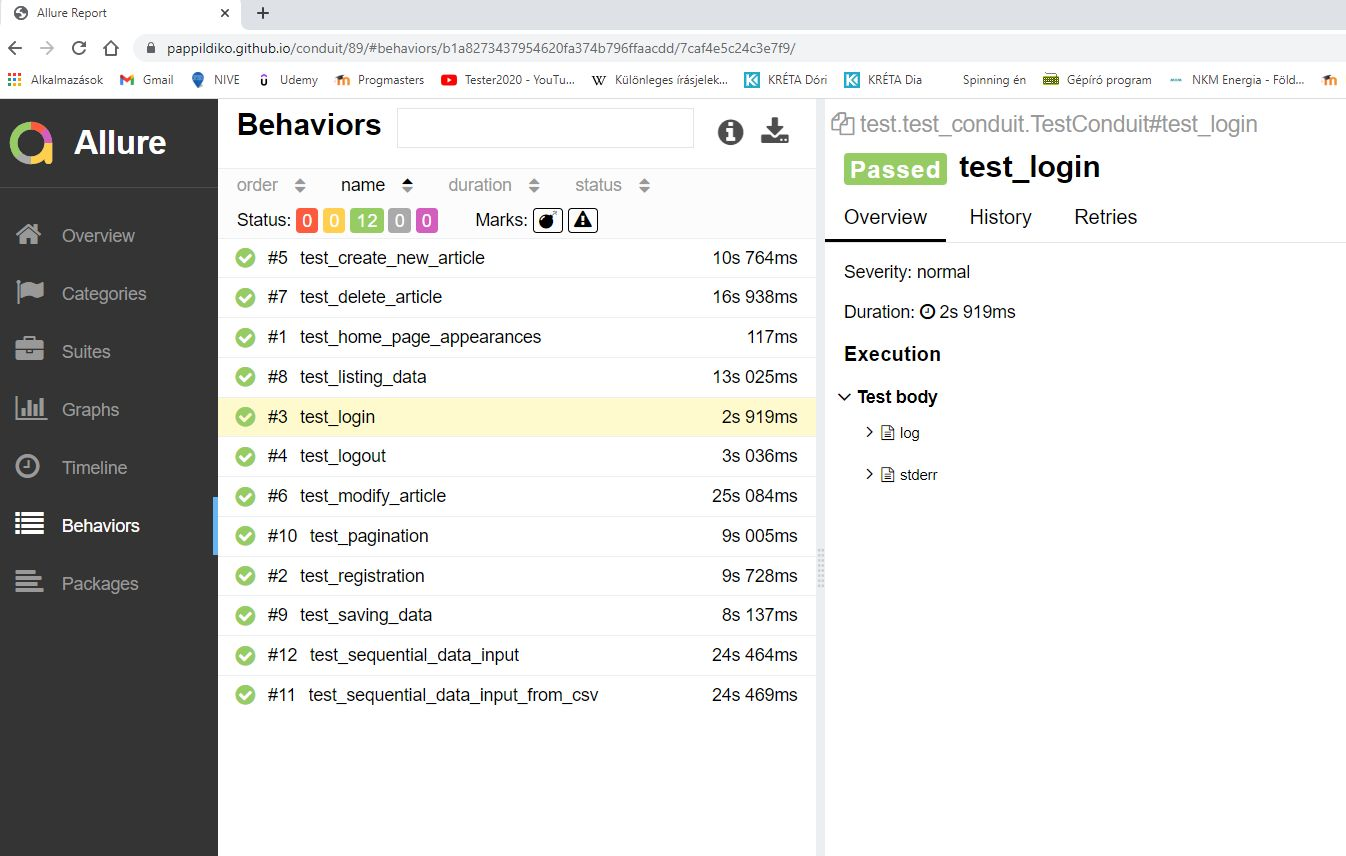 Allure Report
pappildiko.github.io/conduit/89/#behaviors/b1a8273437954620fa374b796ffaacdd/7caf4e5c24c3e7f9/
Alkalmazások Gmail NIVE Udemy Progmasters Tester2020 - YouTu... Különleges írásjelek... KRÉTA Dóri KRÉTA Dia Spinning én Gépíró program NKM Energia - Föld...
Allure
Overview
Categories
Suites
Graphs
Timeline
Behaviors
Packages
Behaviors
order name duration status
Status: 0 0 12 0 0 Marks:
#5 test_create_new_article 10s 764ms
#7 test_delete_article 16s 938ms
#1 test_home_page_appearances 117ms
#8 test_listing_data 13s 025ms
#3 test_login 2s 919ms
#4 test_logout 3s 036ms
#6 test_modify_article 25s 084ms
#10 test_pagination 9s 005ms
#2 test_registration 9s 728ms
#9 test_saving_data 8s 137ms
#12 test_sequential_data_input 24s 464ms
#11 test_sequential_data_input_from_csv 24s 469ms
test.test_conduit.TestConduit#test_login
Passed test_login
Overview History Retries
Severity: normal
Duration: 2s 919ms
Execution
Test body
log
stderr